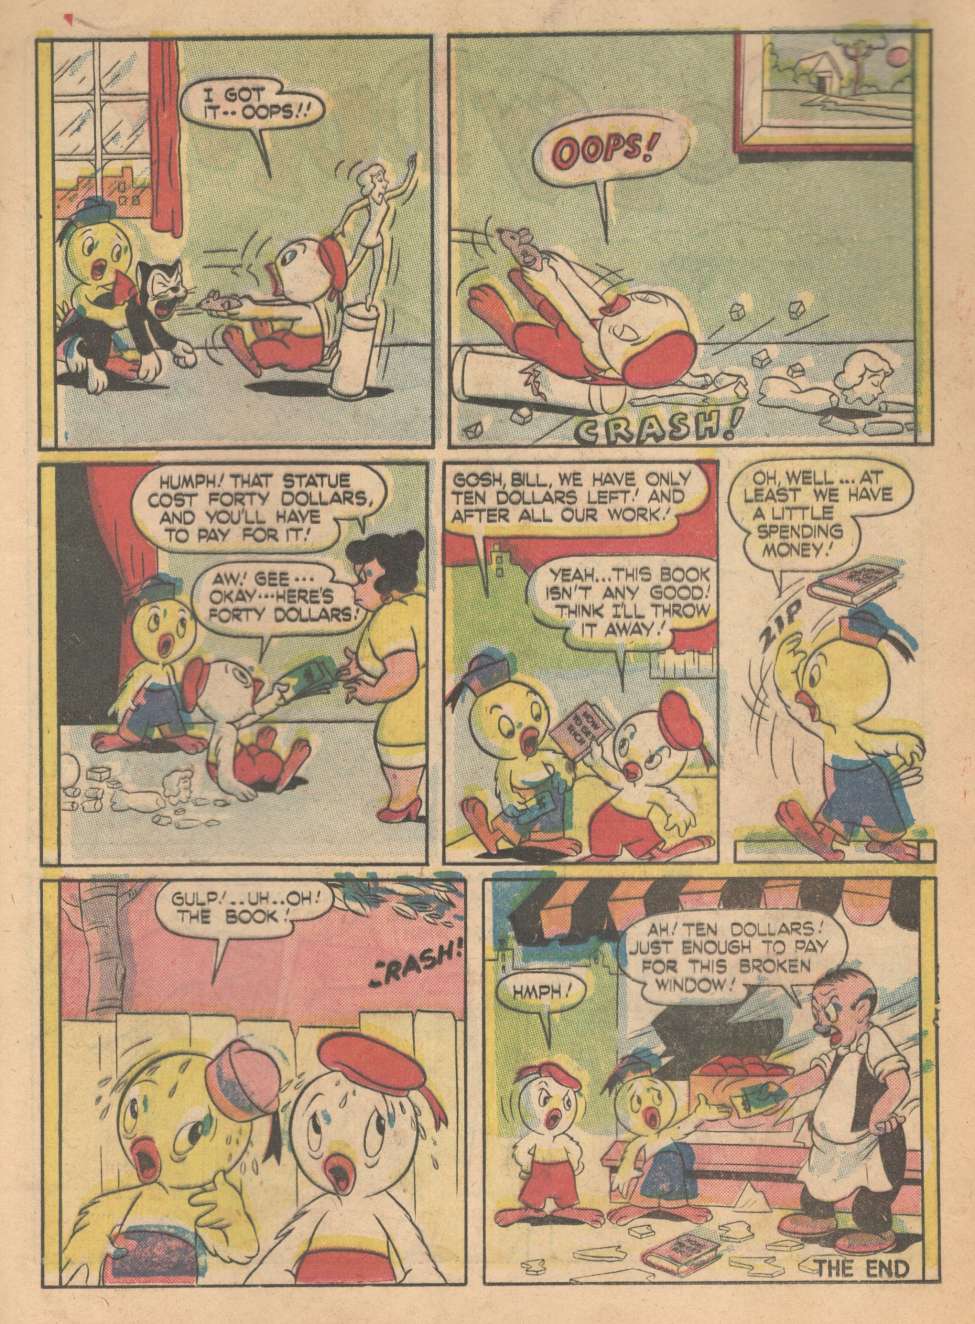 I GOT
IT-- OOPS!!
OOPS!
CRASH!
HUMPH! THAT STATUE
COST FORTY DOLLARS,
AND YOU'LL HAVE
TO PAY FOR IT!
AW! GEE...
OKAY...HERE'S
FORTY DOLLARS!
GOSH, BILL, WE HAVE ONLY
TEN DOLLARS LEFT! AND
AFTER ALL OUR WORK!
YEAH...THIS BOOK
ISN'T ANY GOOD!
THINK I'LL THROW
IT AWAY!
HOW
TO GET
RICH
OH, WELL ... AT
LEAST WE HAVE
A LITTLE
SPENDING
MONEY!
ZIP
GULP!...UH..OH!
THE BOOK!
CRASH!
HMPH!
AH! TEN DOLLARS!
JUST ENOUGH TO PAY
FOR THIS BROKEN
WINDOW!
THE END